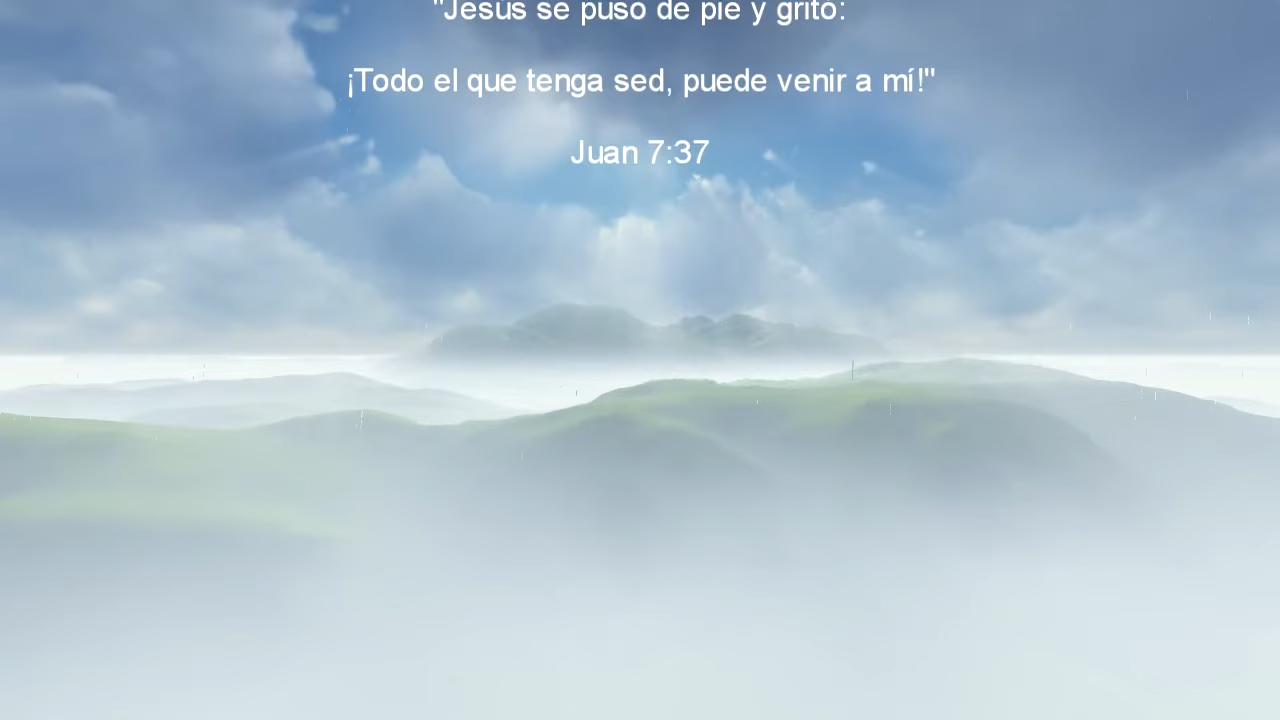 "Jesús se puso de pie y gritó:
¡Todo el que tenga sed, puede venir a mí!"
Juan 7:37